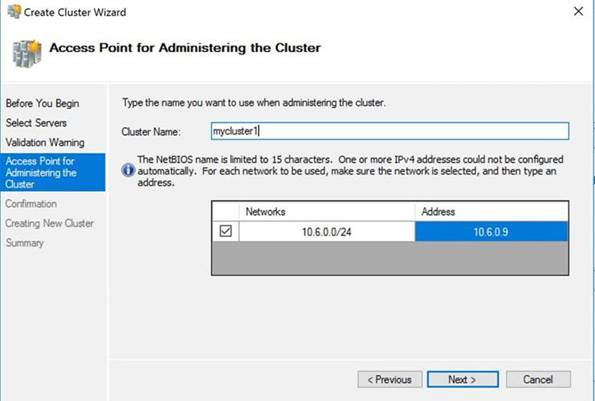 Create Cluster Wizard
Access Point for Administering the Cluster
Before You Begin
Select Servers
Validation Warning
Access Point for
Administering the
Cluster
Confirmation
Creating New Cluster
Summary
Type the name you want to use when administering the cluster.
Cluster Name: mycluster1
The NetBIOS name is limited to 15 characters. One or more IPv4 addresses could not be configured
automatically. For each network to be used, make sure the network is selected, and then type an
address.
Networks Address
10.6.0.0/24 10.6.0.9
< Previous Next > Cancel